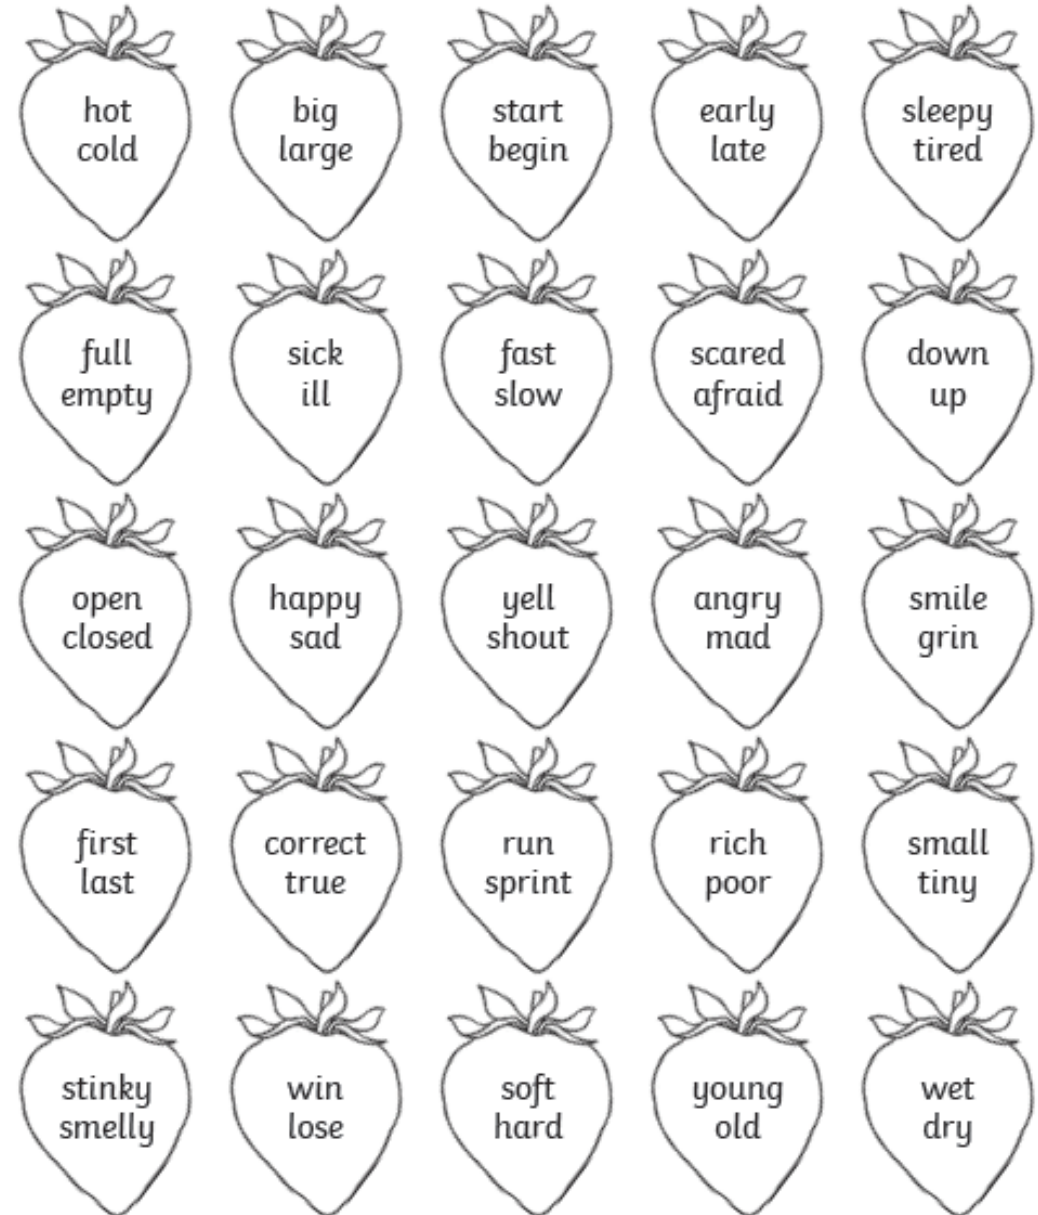 hot
cold
big
large
start
begin
early
late
sleepy
tired
full
empty
sick
ill
fast
slow
scared
afraid
down
up
open
closed
happy
sad
yell
shout
angry
mad
smile
grin
first
last
correct
true
run
sprint
rich
poor
small
tiny
stinky
smelly
win
lose
soft
hard
young
old
wet
dry